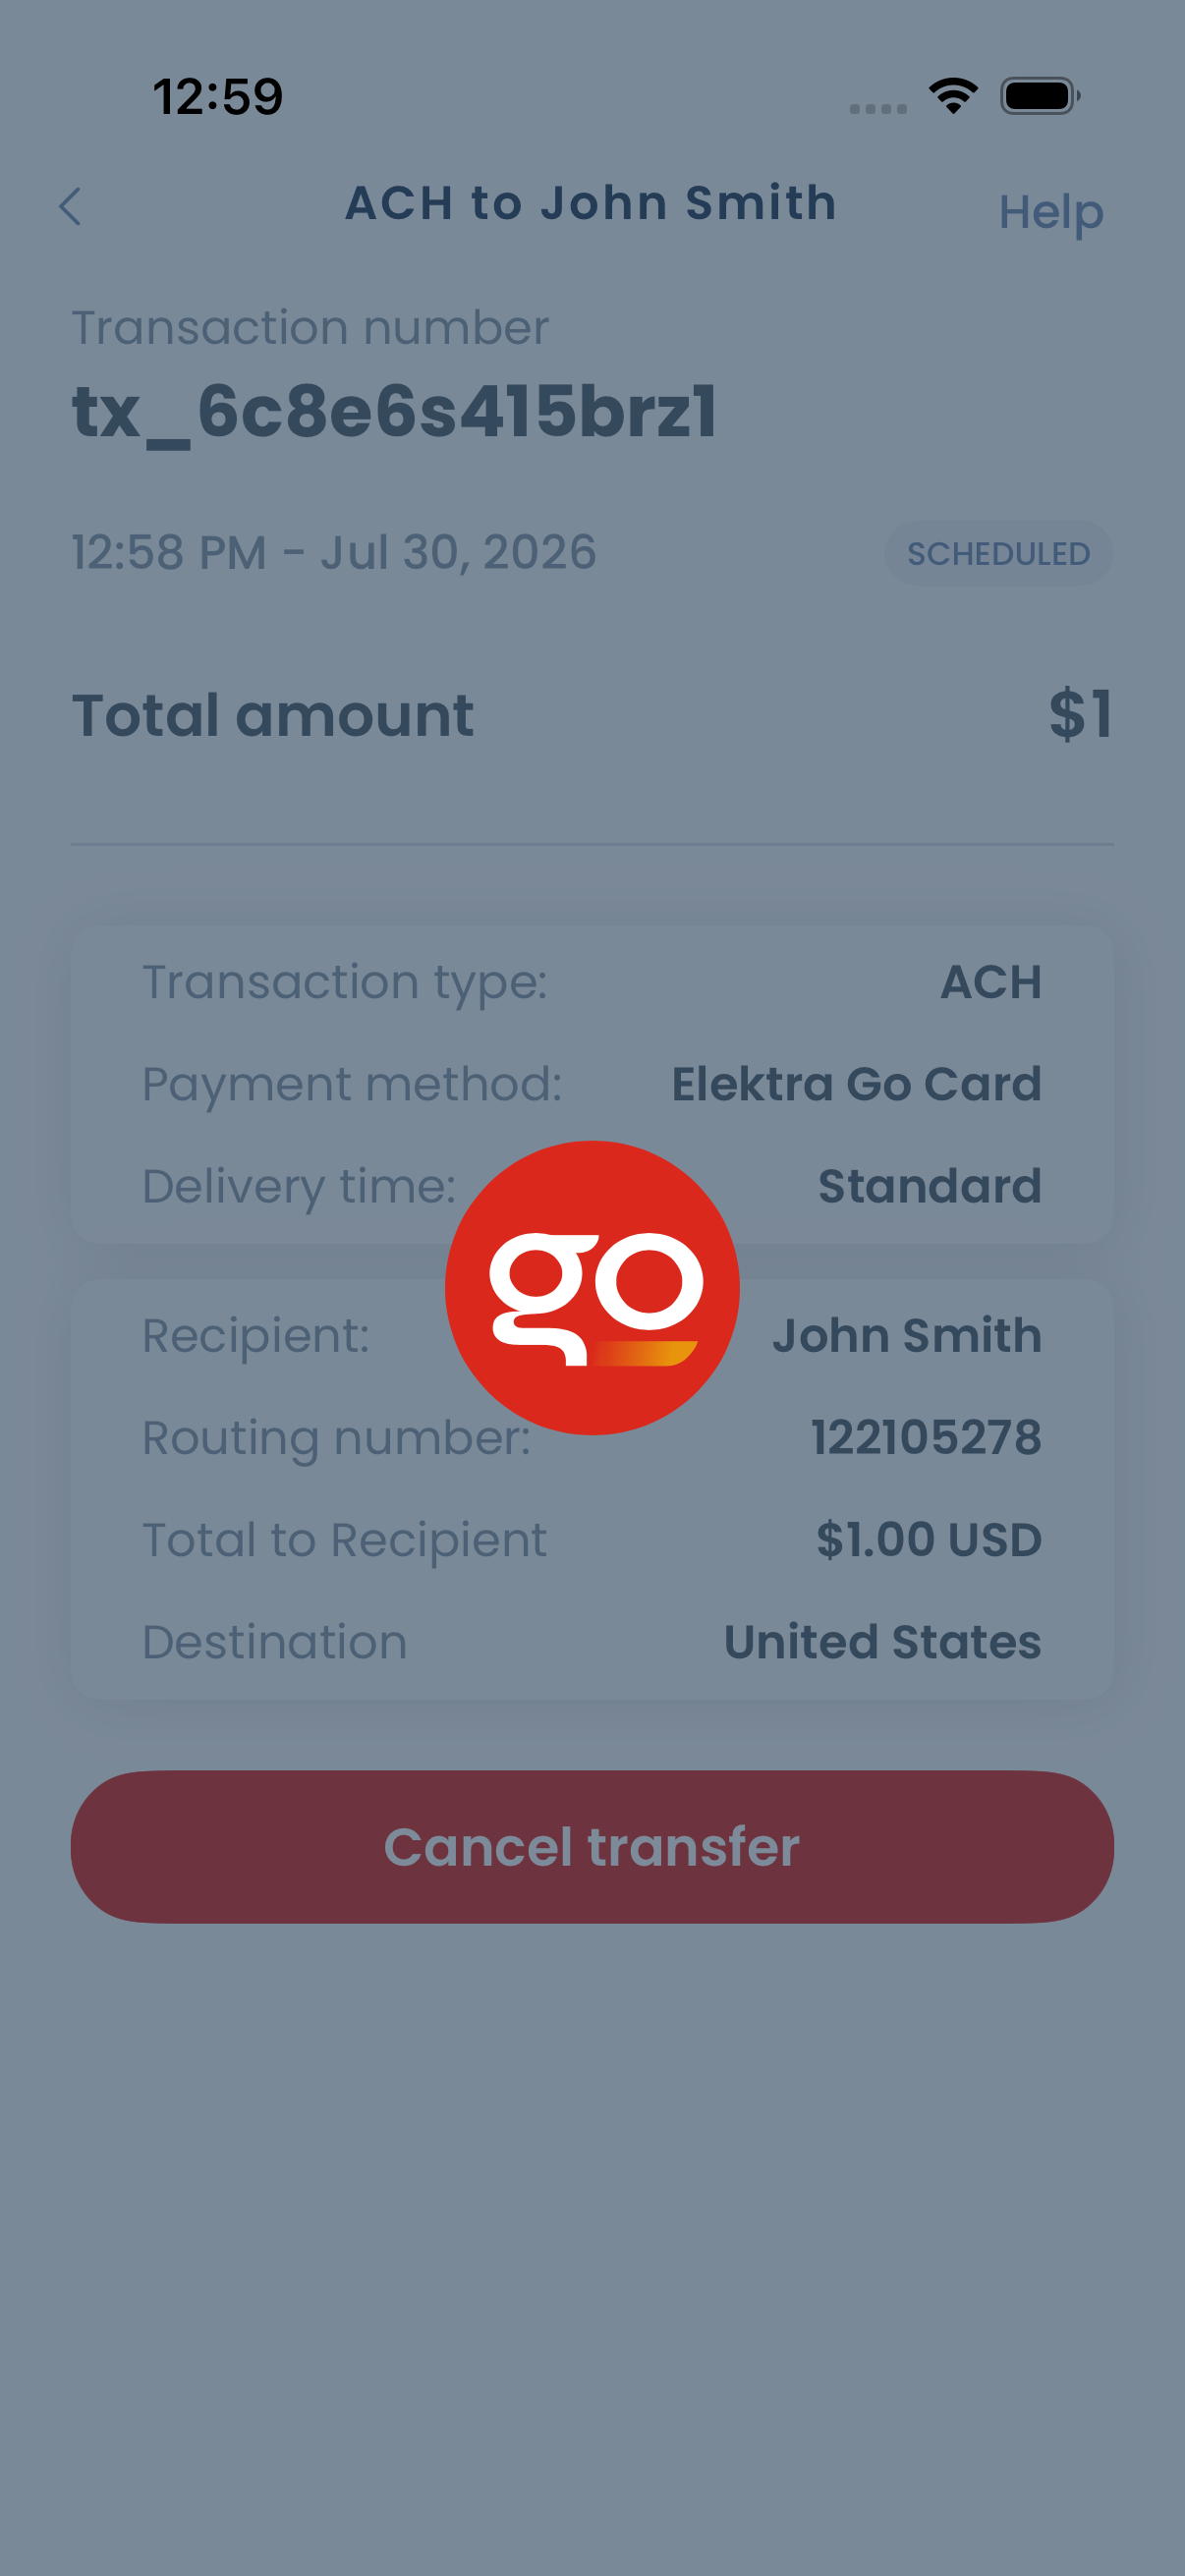 12:59
ACH to John Smith
Help
Transaction number
tx_6c8e6s415brz1
12:58 PM - Jul 30, 2026
SCHEDULED
Total amount
$1
Transaction type:
ACH
Payment method:
Elektra Go Card
Delivery time:
Standard
go
Recipient:
John Smith
Routing number:
122105278
Total to Recipient
$1.00 USD
Destination
United States
Cancel transfer